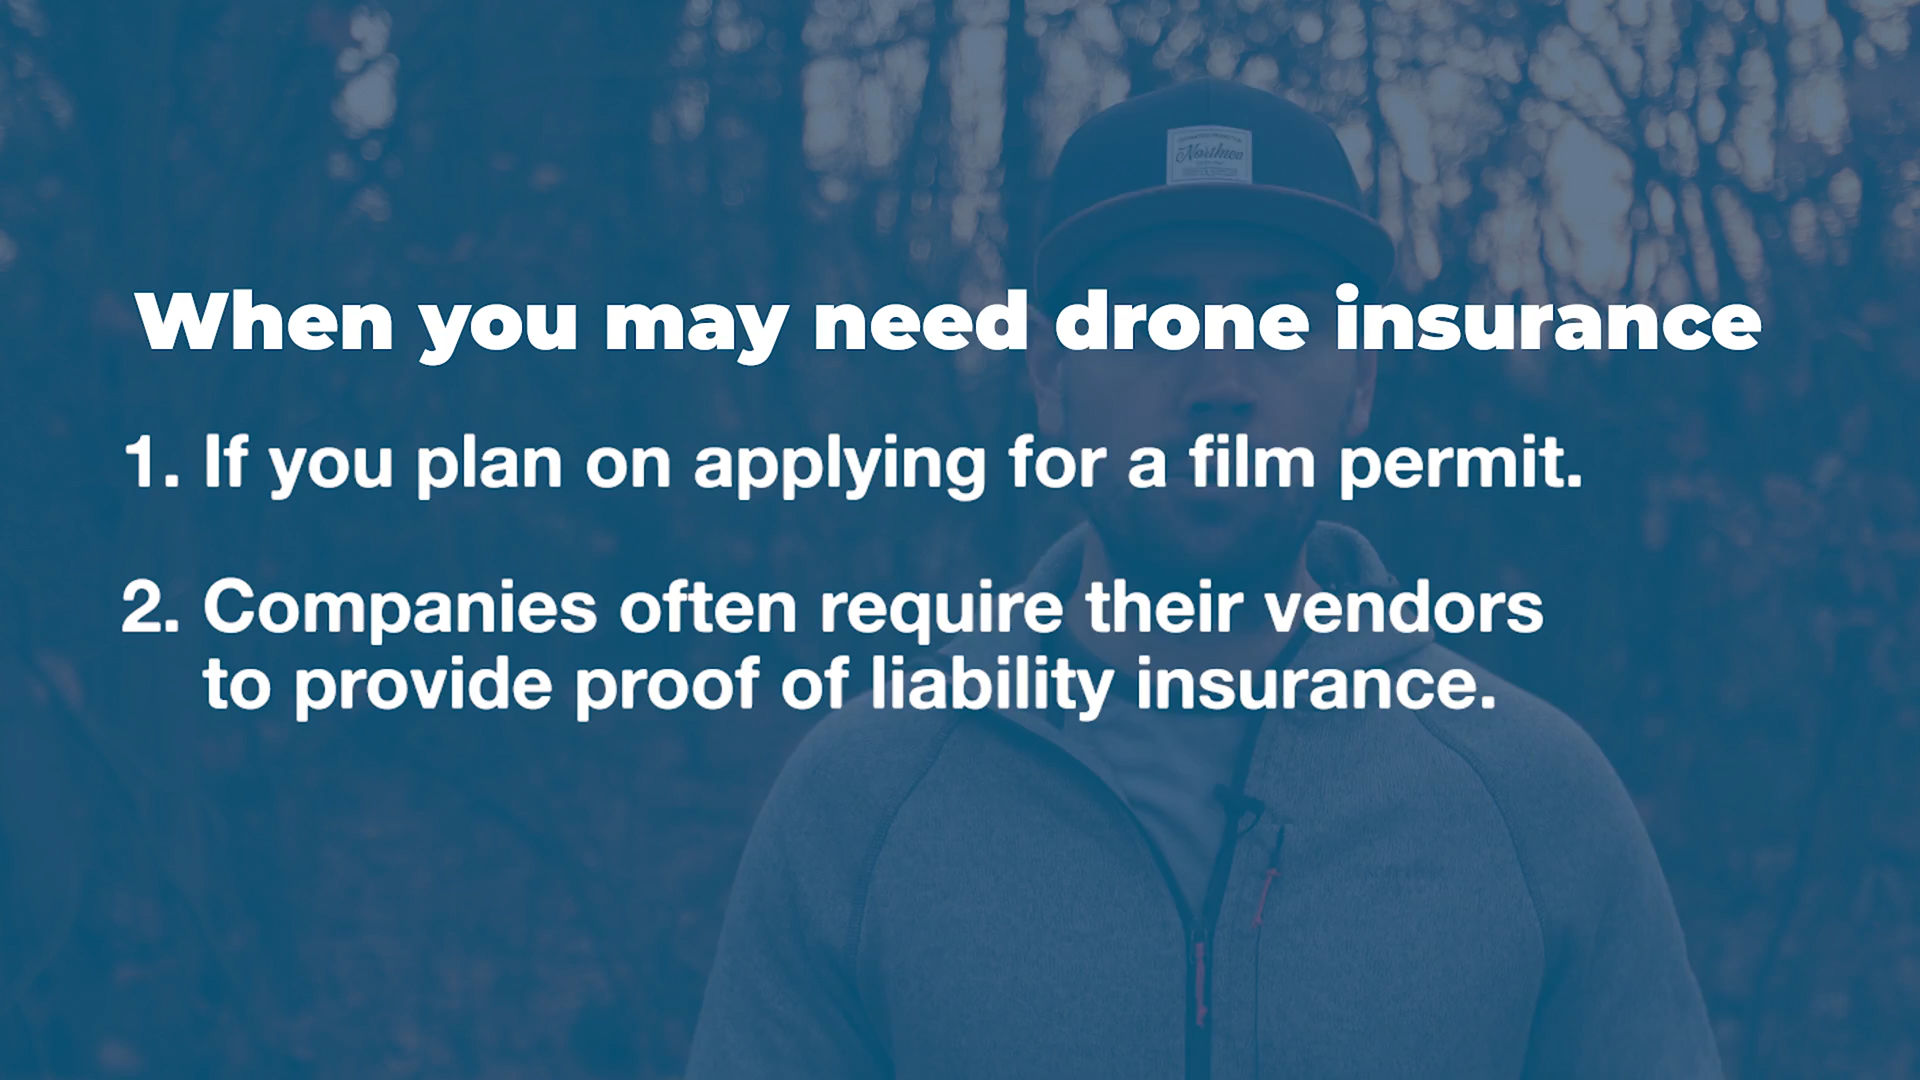 When you may need drone insurance
1. If you plan on applying for a film permit.
2. Companies often require their vendors
to provide proof of liability insurance.